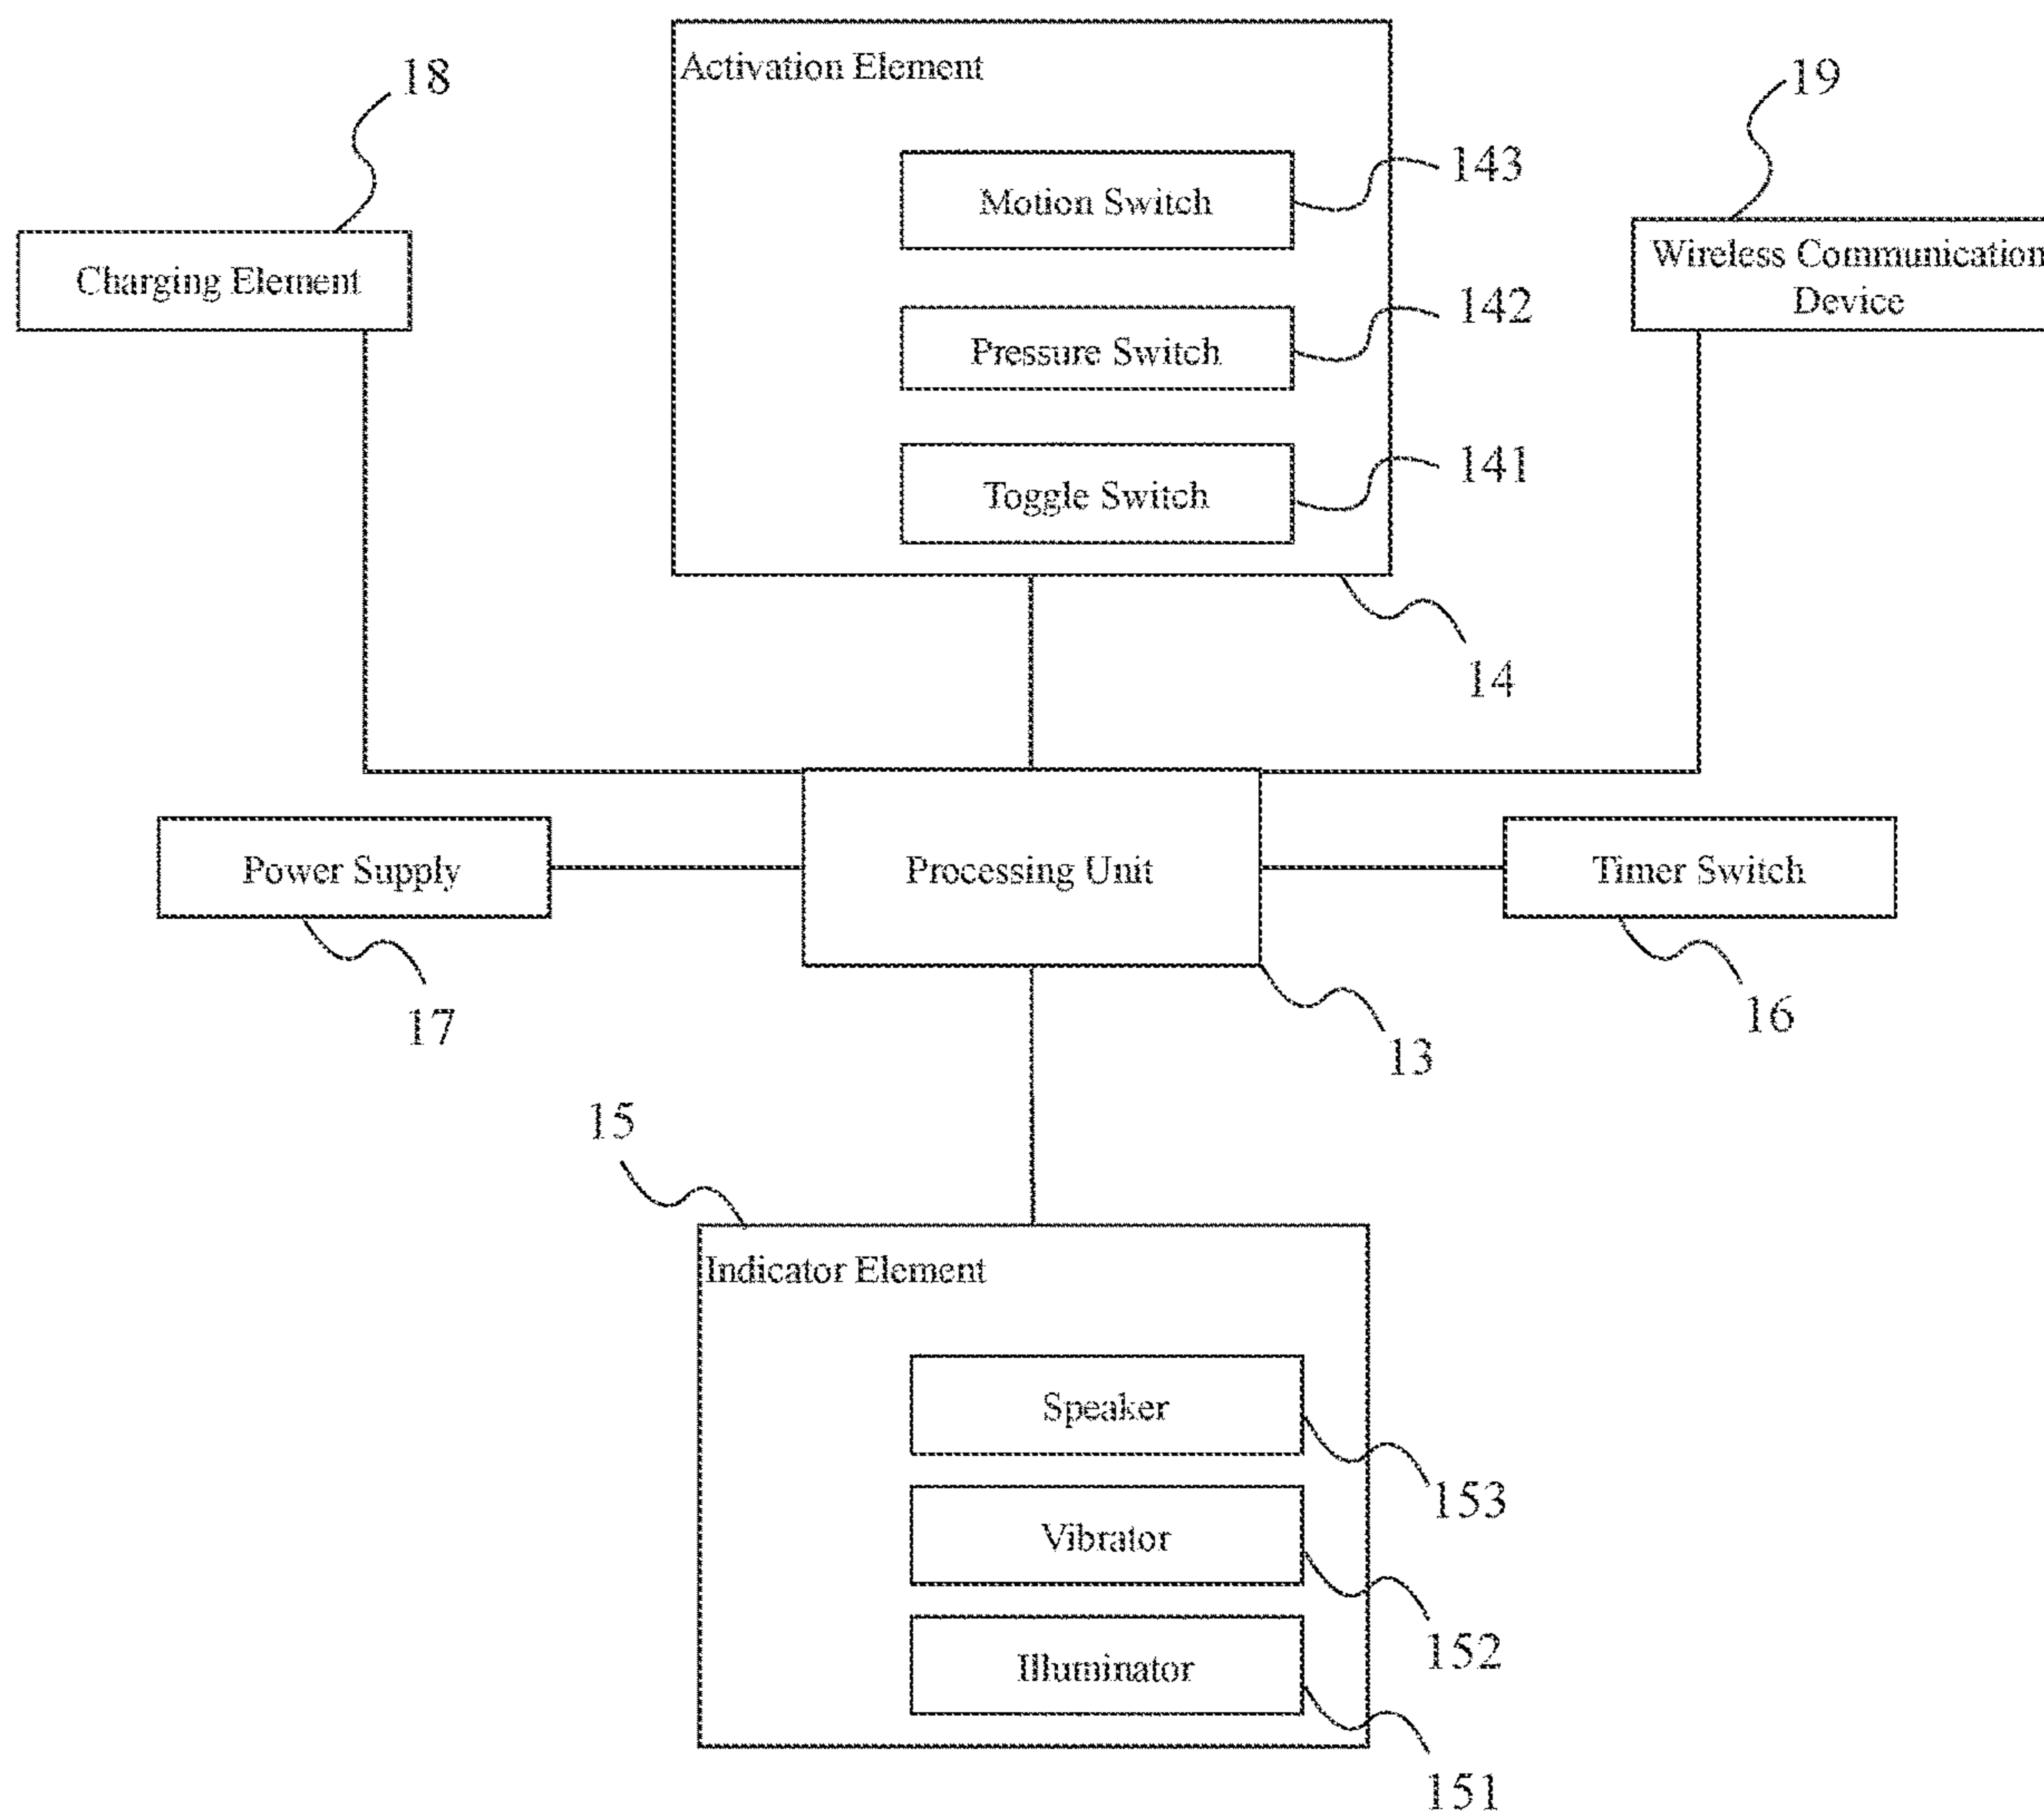 18
Activation Element
19
Motion Switch
143
Charging Element
Wireless Communication
Device
Pressure Switch
142
Toggle Switch
141
14
Power Supply
Processing Unit
Timer Switch
17
13
16
15
Indicator Element
Speaker
153
Vibrator
152
Illuminator
151